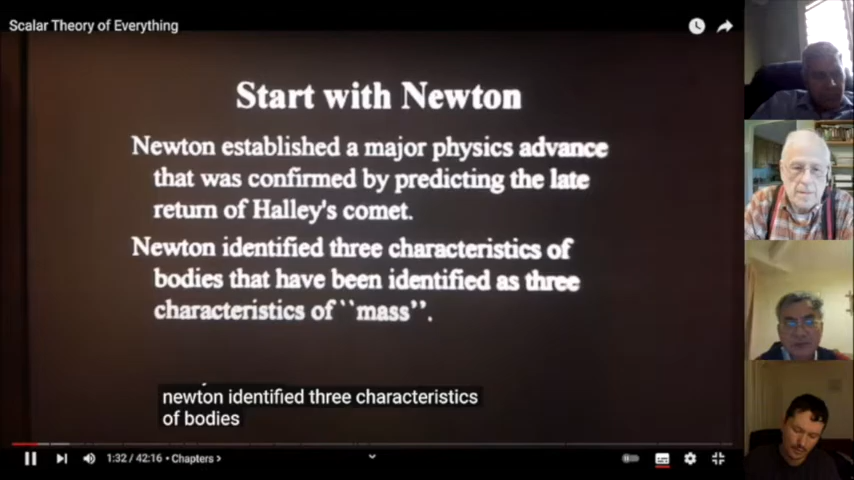 Scalar Theory of Everything
Start with Newton
Newton established a major physics advance
that was confirmed by predicting the late
return of Halley's comet.
Newton identified three characteristics of
bodies that have been identified as three
characteristics of ``mass''.
newton identified three characteristics
of bodies
1:32 / 42:16 • Chapters >